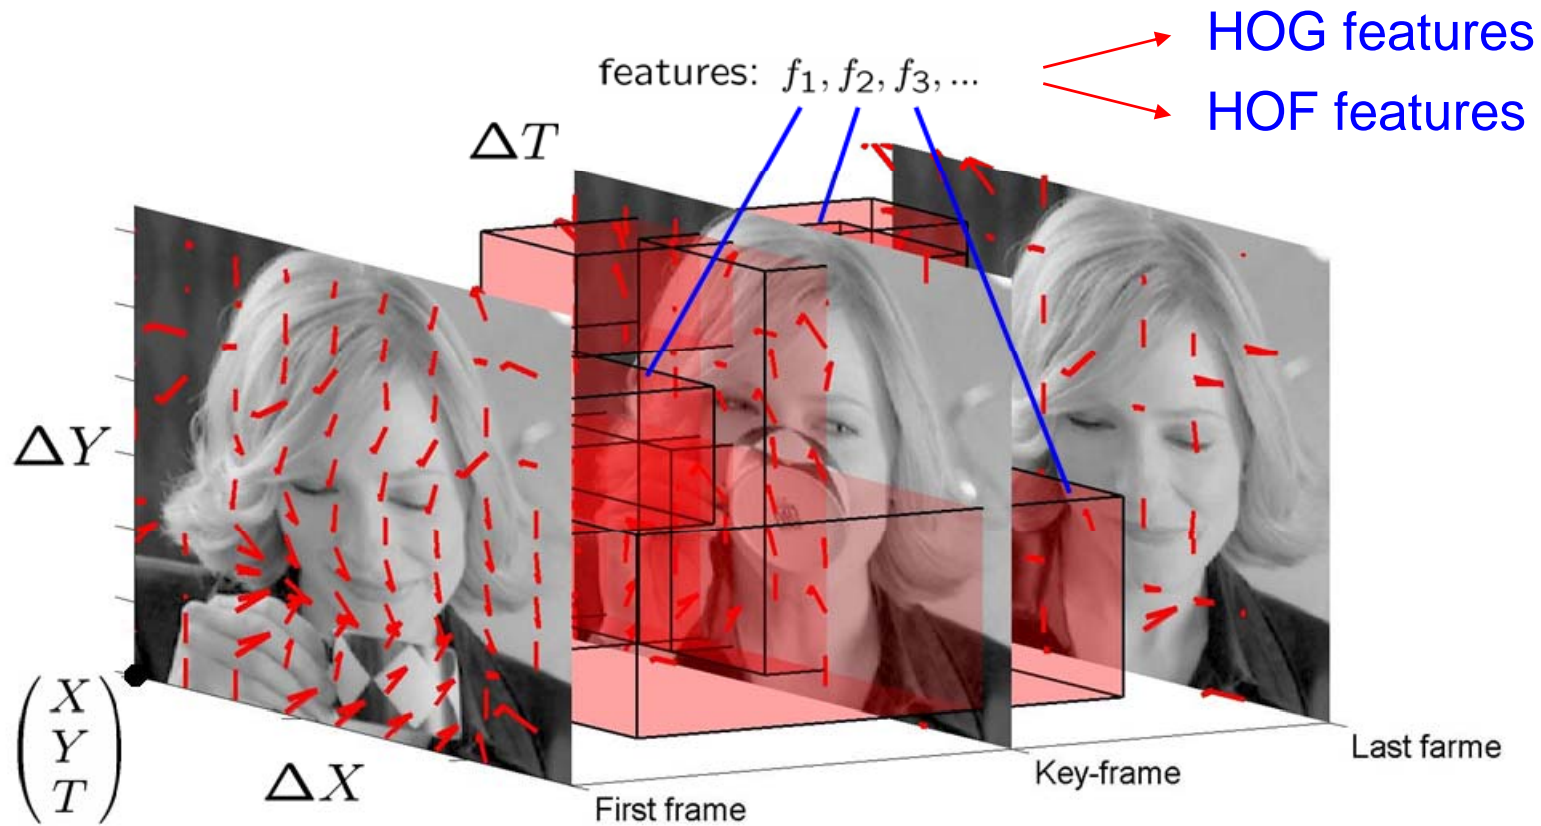 HOG features
features: f₁, f₂, f₃, ...
HOF features
ΔT
ΔY
X
Y
T
ΔX
First frame
Key-frame
Last farme